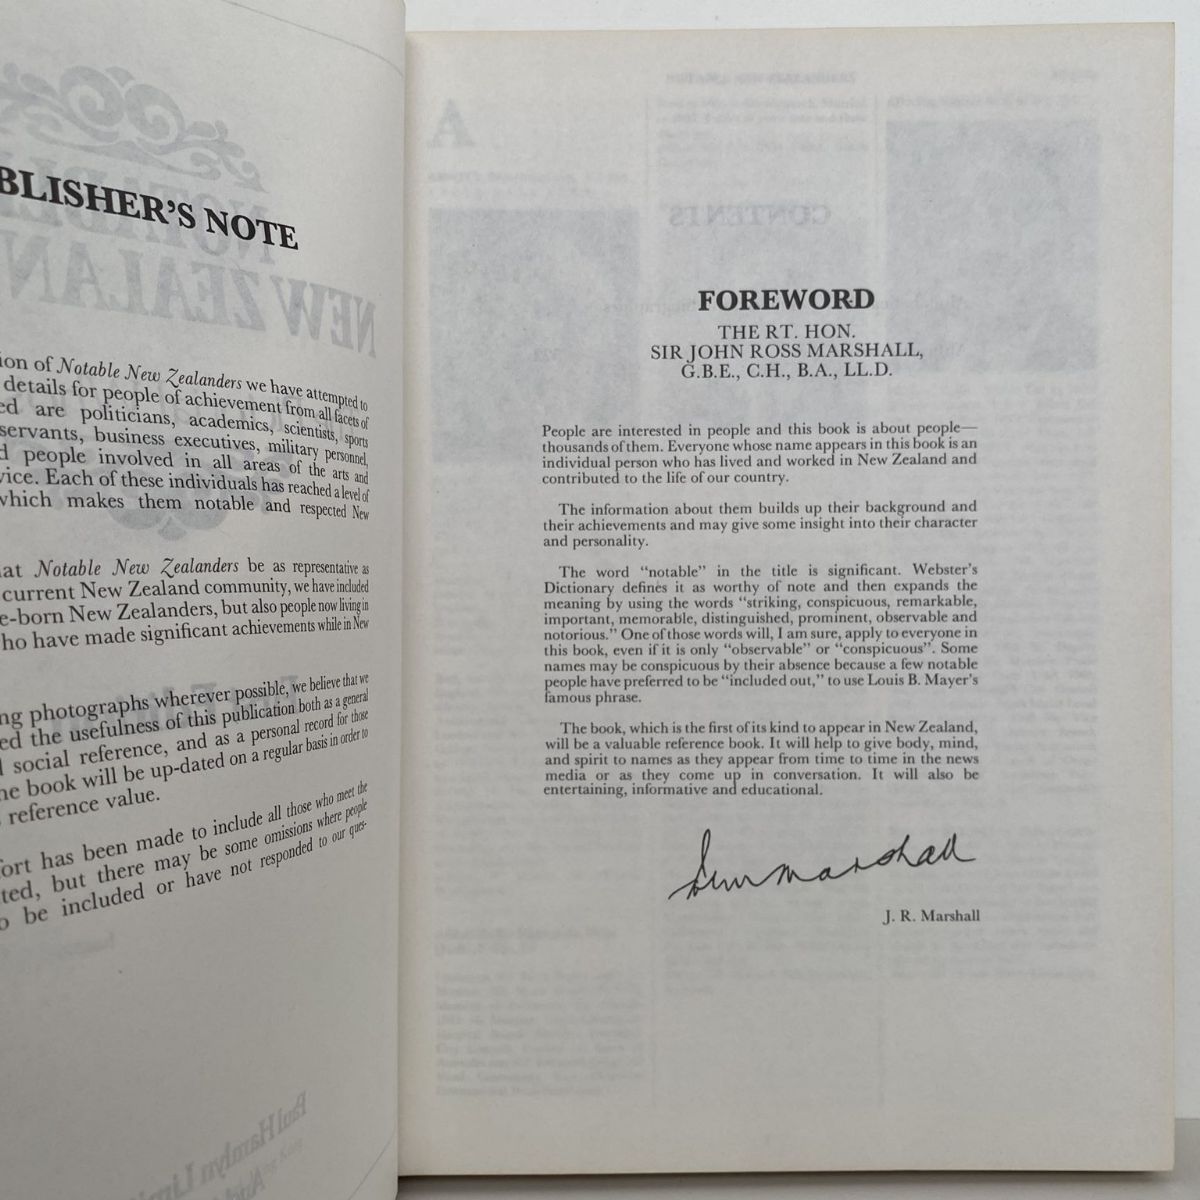 BLISHER'S NOTE
ion of Notable New Zealanders we have attempted to
details for people of achievement from all facets of
ed are politicians, academics, scientists, sports
servants, business executives, military personnel,
d people involved in all areas of the arts and
vice. Each of these individuals has reached a level of
which makes them notable and respected New
hat Notable New Zealanders be as representative as
current New Zealand community, we have included
e-born New Zealanders, but also people now living in
ho have made significant achievements while in New
ng photographs wherever possible, we believe that we
ed the usefulness of this publication both as a general
l social reference, and as a personal record for those
he book will be up-dated on a regular basis in order to
reference value.
fort has been made to include all those who meet the
ted, but there may be some omissions where people
o be included or have not responded to our ques-
FOREWORD
THE RT. HON.
SIR JOHN ROSS MARSHALL,
G.B.E., C.H., B.A., LL.D.
People are interested in people and this book is about people—
thousands of them. Everyone whose name appears in this book is an
individual person who has lived and worked in New Zealand and
contributed to the life of our country.
The information about them builds up their background and
their achievements and may give some insight into their character
and personality.
The word "notable" in the title is significant. Webster's
Dictionary defines it as worthy of note and then expands the
meaning by using the words "striking, conspicuous, remarkable,
important, memorable, distinguished, prominent, observable and
notorious." One of those words will, I am sure, apply to everyone in
this book, even if it is only "observable" or "conspicuous". Some
names may be conspicuous by their absence because a few notable
people have preferred to be "included out," to use Louis B. Mayer's
famous phrase.
The book, which is the first of its kind to appear in New Zealand,
will be a valuable reference book. It will help to give body, mind,
and spirit to names as they appear from time to time in the news
media or as they come up in conversation. It will also be
entertaining, informative and educational.
Marshall
J. R. Marshall